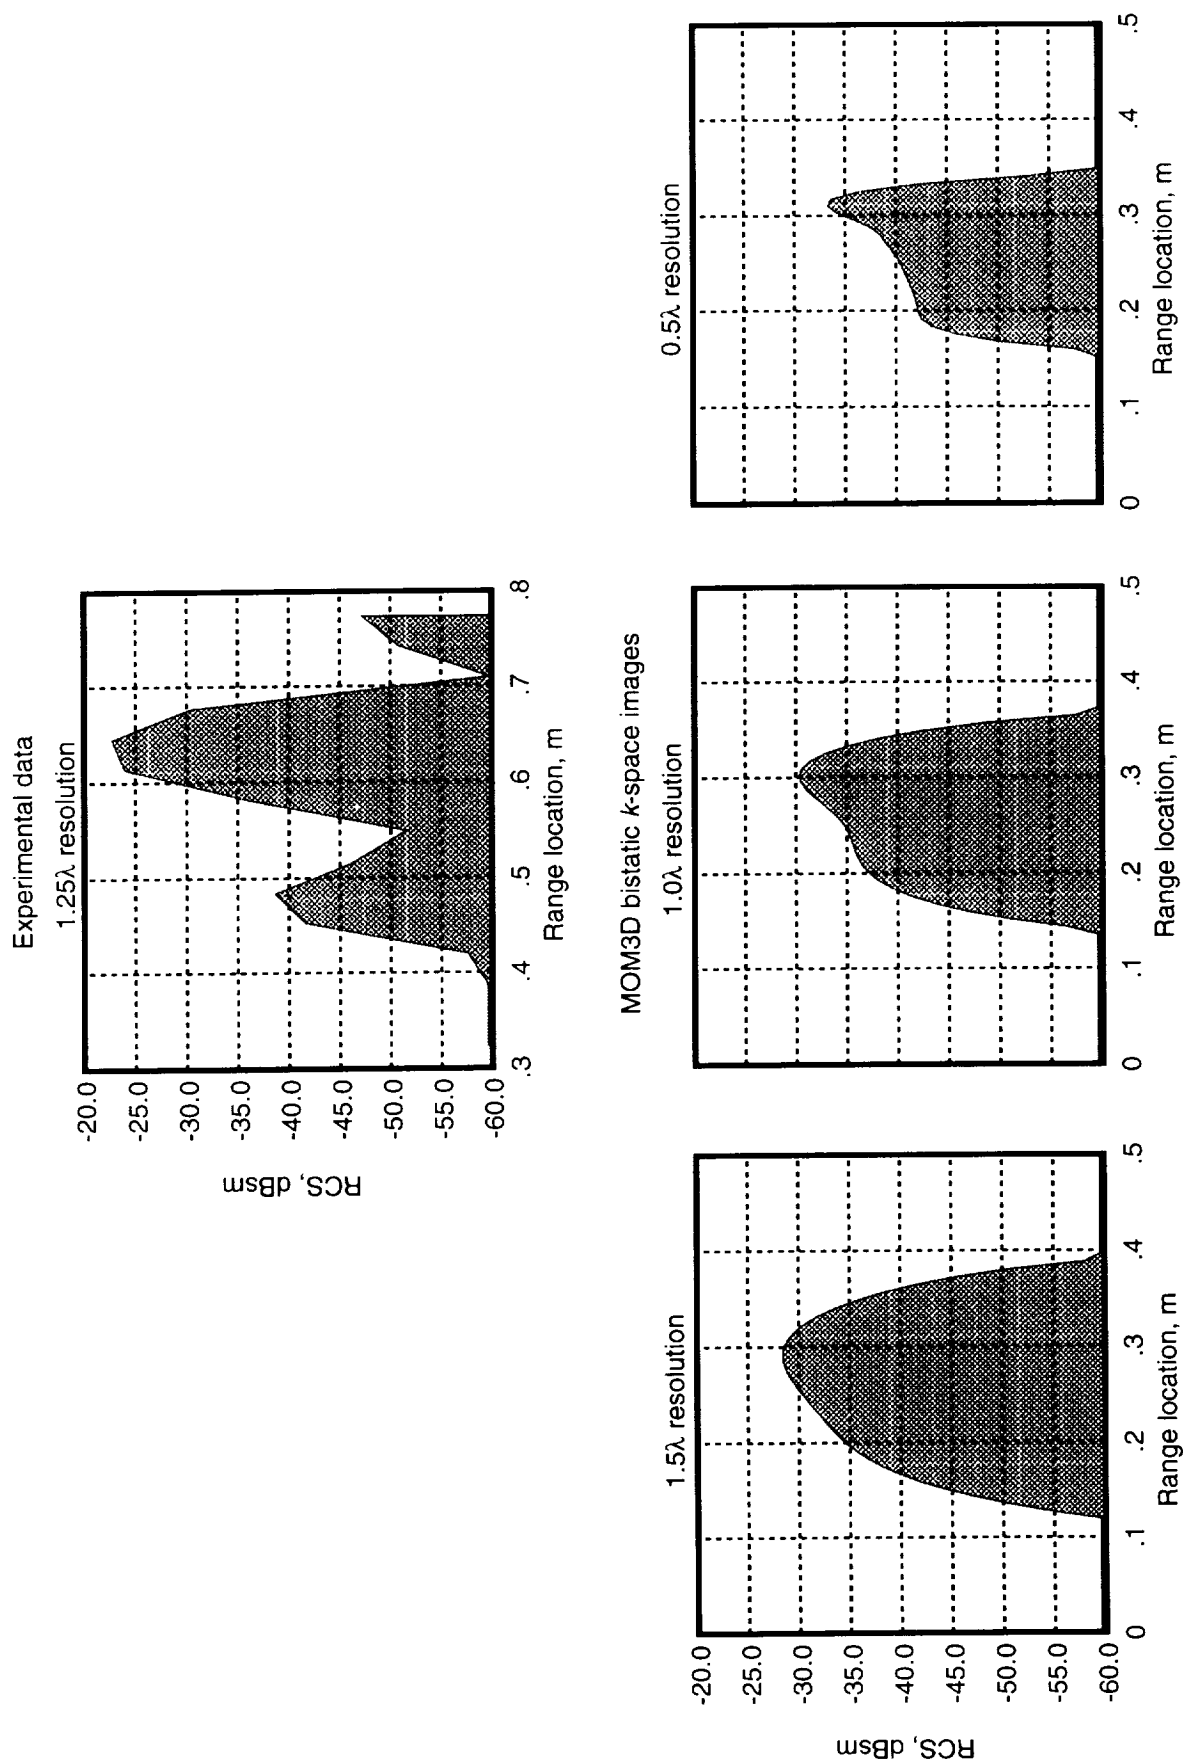 Experimental data
1.25λ resolution
-20.0
-25.0
-30.0
-35.0
-40.0
-45.0
-50.0
-55.0
-60.0
RCS, dBsm
.3 .4 .5 .6 .7 .8
Range location, m
MOM3D bistatic k-space images
1.5λ resolution
-20.0
-25.0
-30.0
-35.0
-40.0
-45.0
-50.0
-55.0
-60.0
RCS, dBsm
0 .1 .2 .3 .4 .5
Range location, m
1.0λ resolution
0 .1 .2 .3 .4 .5
Range location, m
0.5λ resolution
0 .1 .2 .3 .4 .5
Range location, m